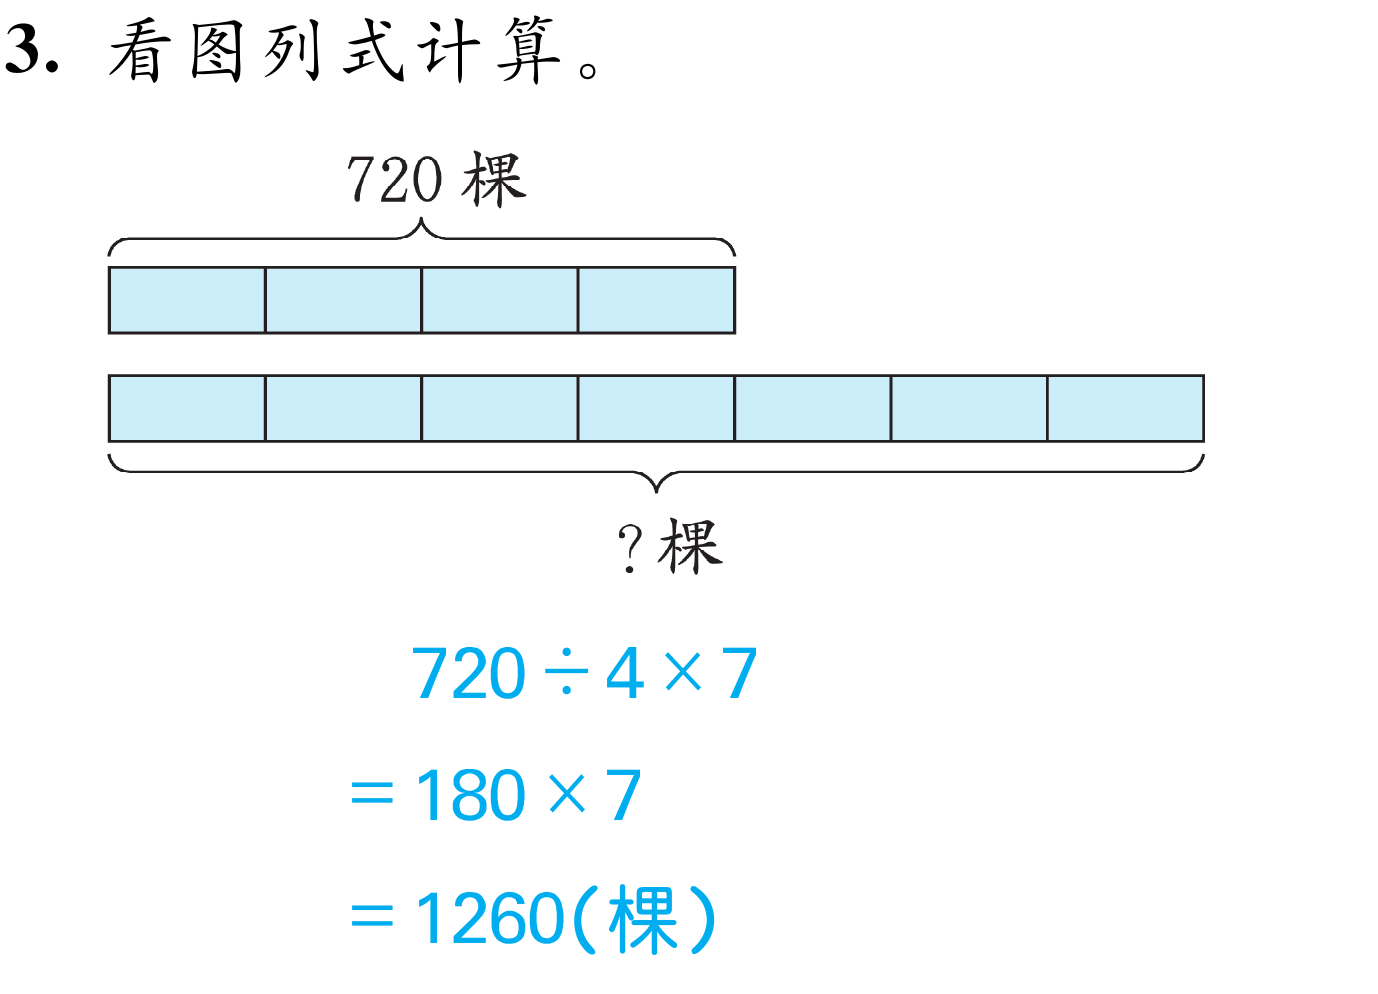 3. 看图列式计算。
720 棵
? 棵
720 ÷ 4 × 7
= 180 × 7
= 1260(棵)